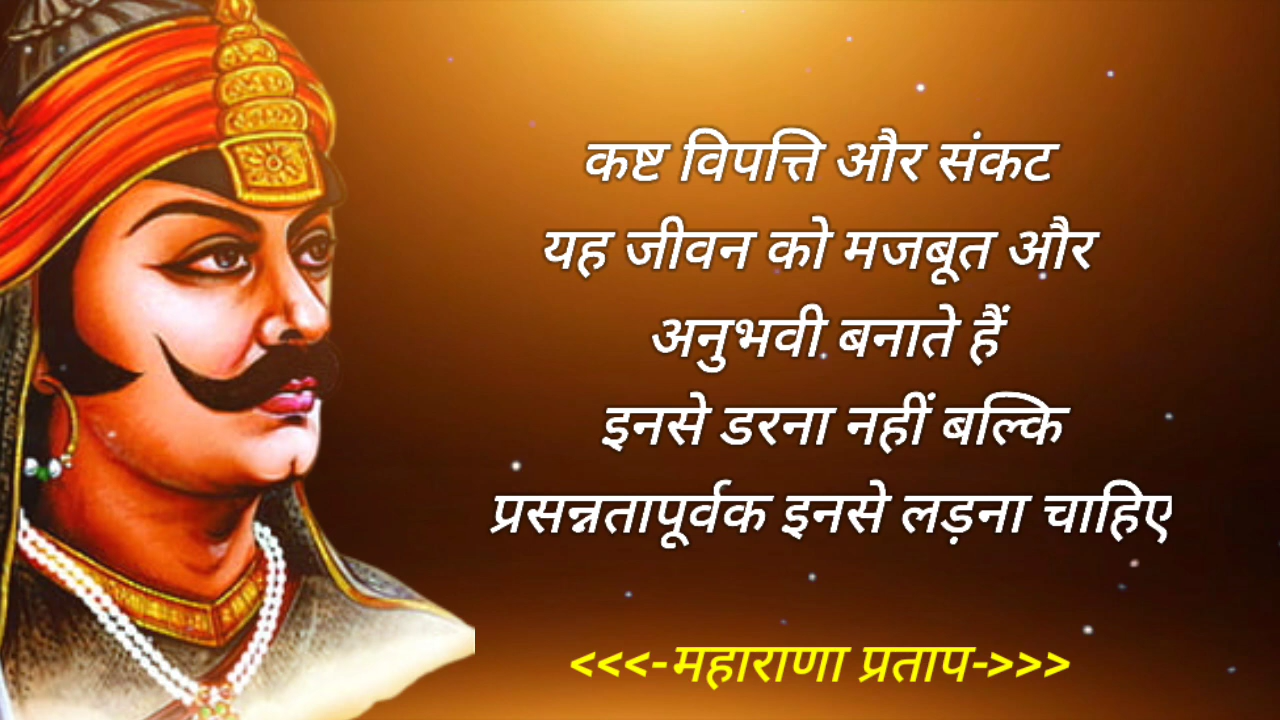 कष्ट विपत्ति और संकट
यह जीवन को मजबूत और
अनुभवी बनाते हैं
इनसे डरना नहीं बल्कि
प्रसन्नतापूर्वक इनसे लड़ना चाहिए
<<<-महाराणा प्रताप->>>